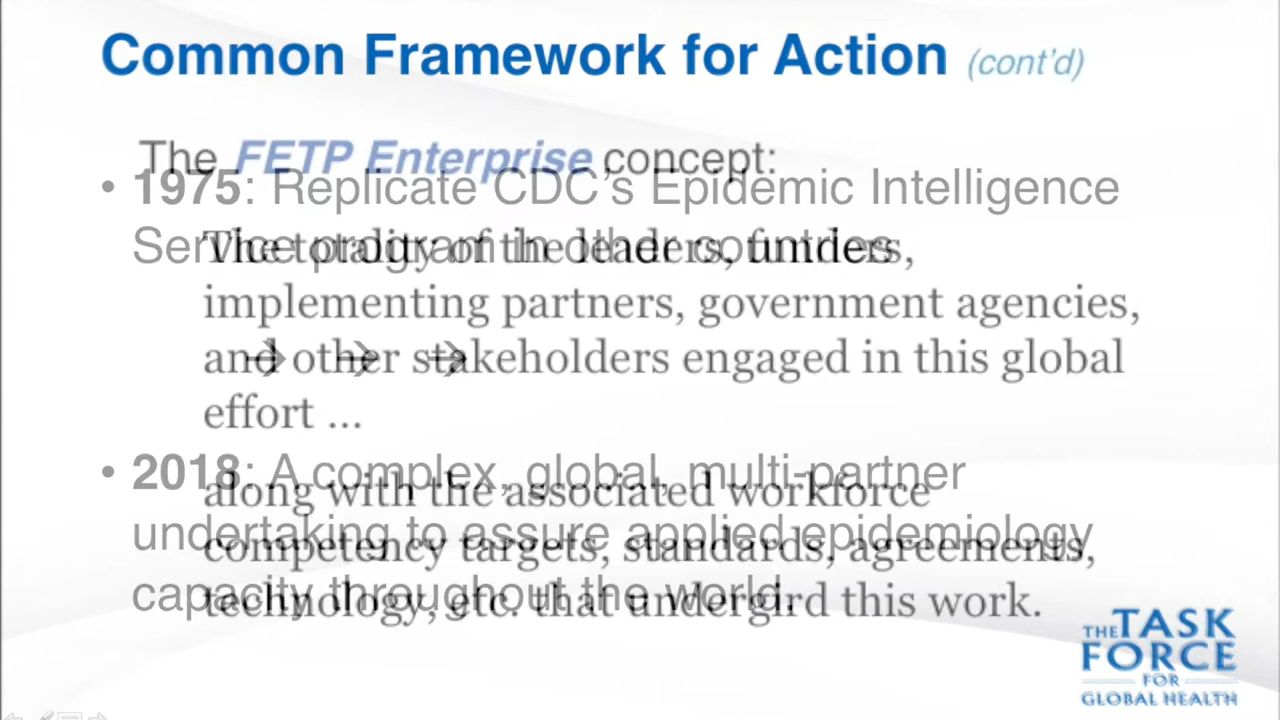 Common Framework for Action (cont'd)
The FETP Enterprise concept:
• 1975: Replicate CDC's Epidemic Intelligence
Service program in other countries
The totality of the leaders, funders,
implementing partners, government agencies,
→ → →
and other stakeholders engaged in this global
effort ...
• 2018: A complex, global, multi-partner
along with the associated workforce
undertaking to assure applied epidemiology
competency targets, standards, agreements,
capacity throughout the world.
technology, etc. that undergird this work.
THE TASK
FORCE
FOR
GLOBAL HEALTH